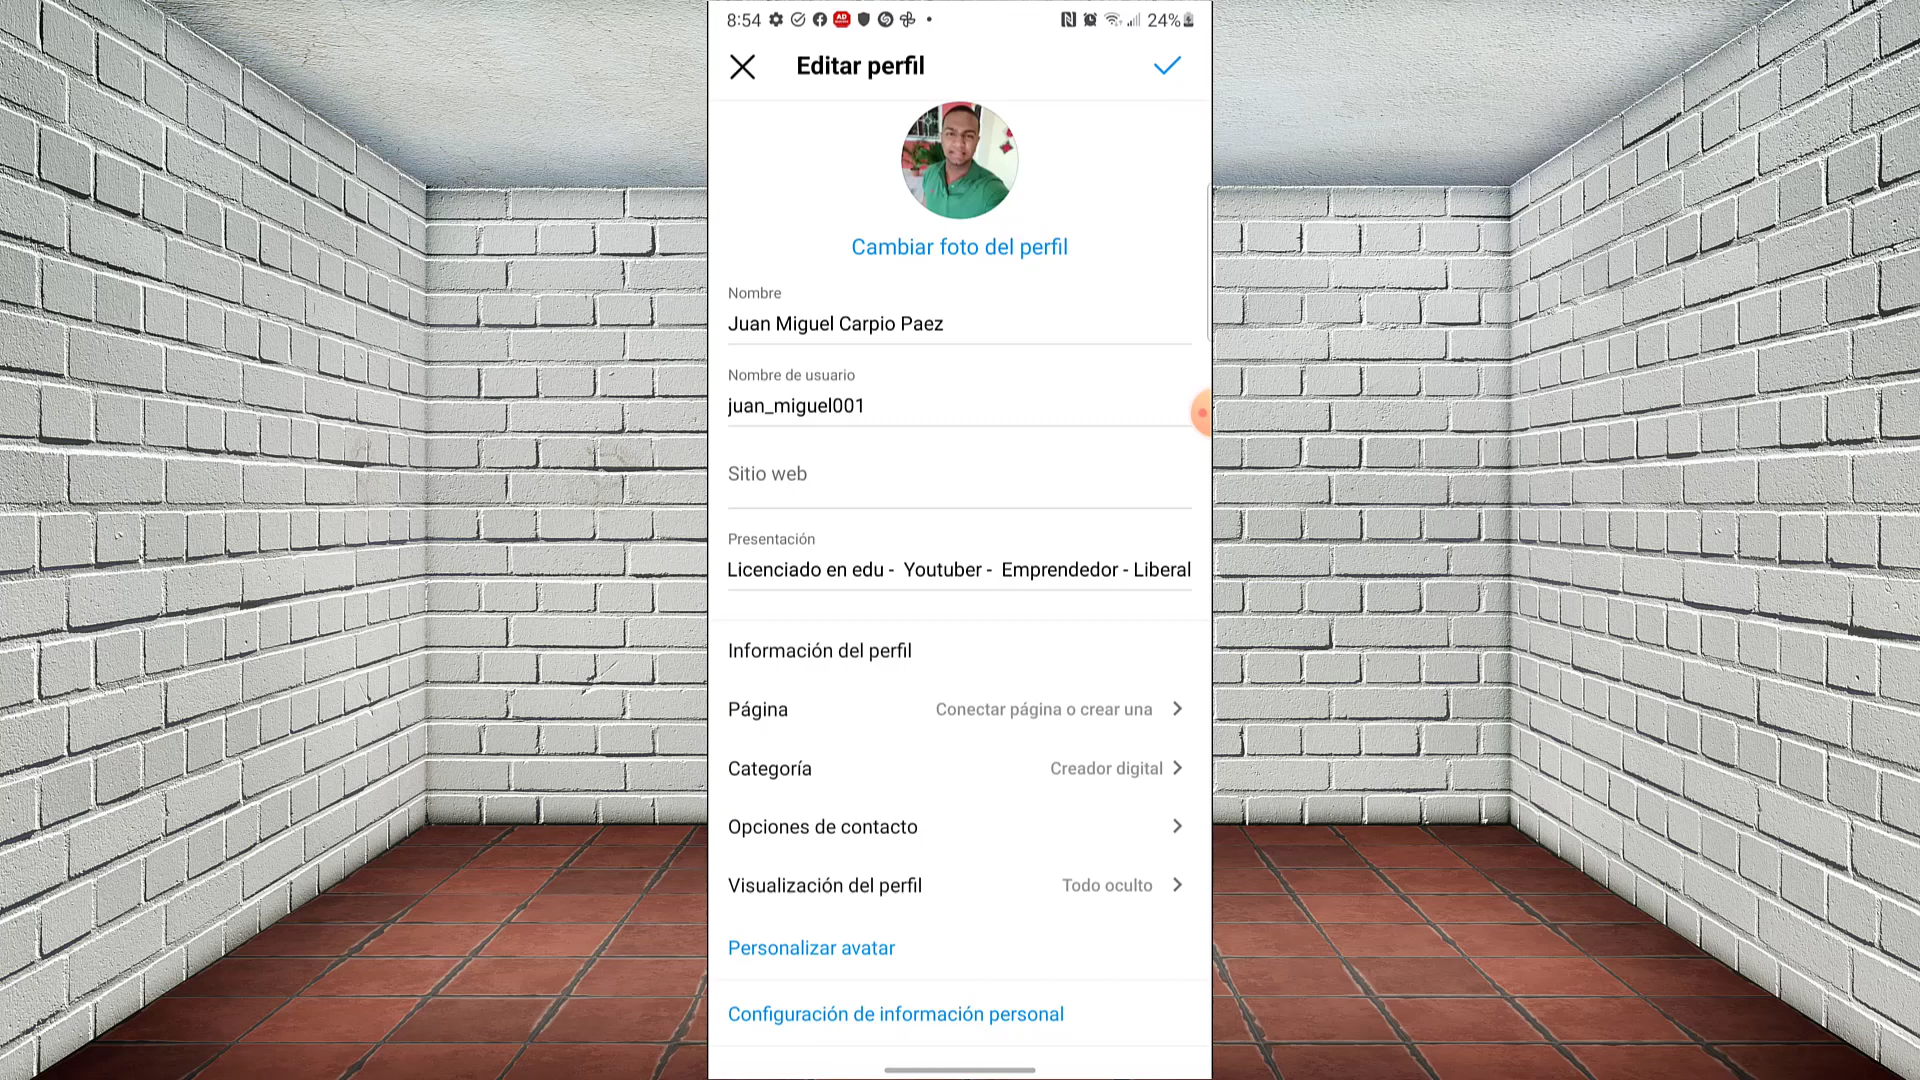 8:54
AD
24%
Editar perfil
Cambiar foto del perfil
Nombre
Juan Miguel Carpio Paez
Nombre de usuario
juan_miguel001
Sitio web
Presentación
Licenciado en edu - Youtuber - Emprendedor - Liberal
Información del perfil
Página Conectar página o crear una
Categoría Creador digital
Opciones de contacto
Visualización del perfil Todo oculto
Personalizar avatar
Configuración de información personal